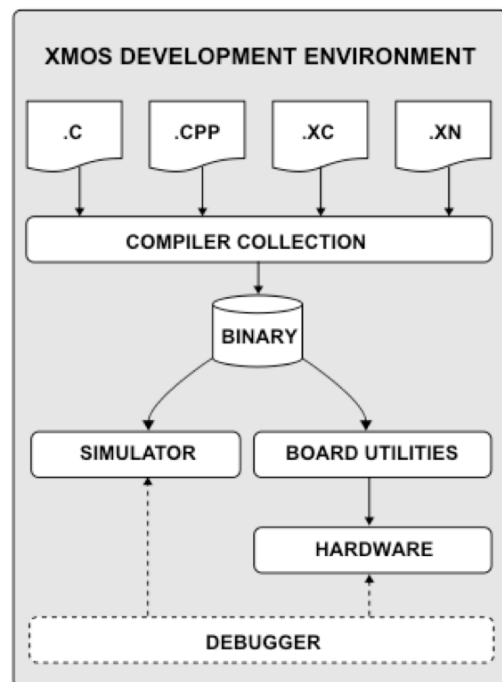 XMOS DEVELOPMENT ENVIRONMENT
.C
.CPP
.XC
.XN
COMPILER COLLECTION
BINARY
SIMULATOR
BOARD UTILITIES
HARDWARE
DEBUGGER